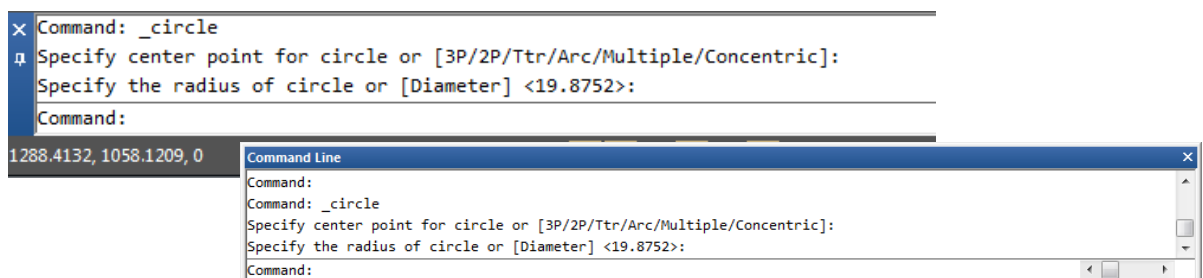 Command: _circle
Specify center point for circle or [3P/2P/Ttr/Arc/Multiple/Concentric]:
Specify the radius of circle or [Diameter] <19.8752>:
Command:
1288.4132, 1058.1209, 0
Command Line
Command:
Command: _circle
Specify center point for circle or [3P/2P/Ttr/Arc/Multiple/Concentric]:
Specify the radius of circle or [Diameter] <19.8752>:
Command: